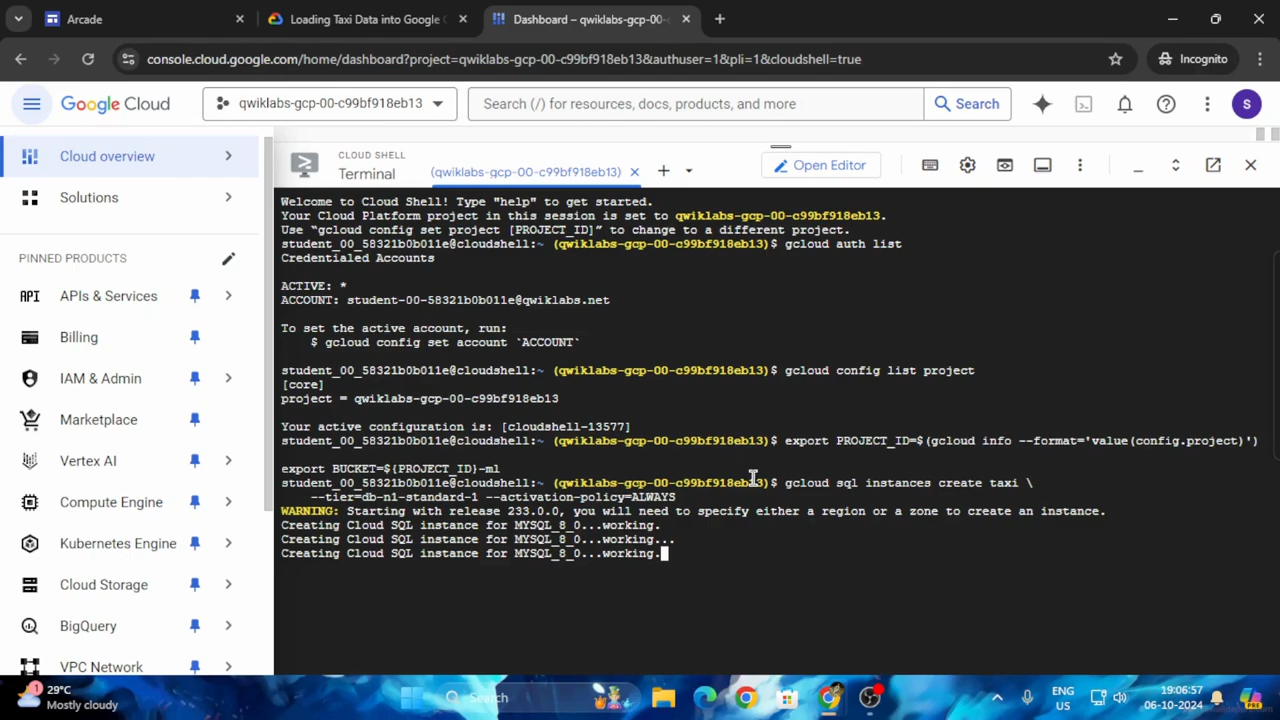 Arcade
Loading Taxi Data into Google
Dashboard – qwiklabs-gcp-00-
console.cloud.google.com/home/dashboard?project=qwiklabs-gcp-00-c99bf918eb13&authuser=1&pli=1&cloudshell=true
Incognito
Google Cloud
qwiklabs-gcp-00-c99bf918eb13
Search (/) for resources, docs, products, and more
Search
S
Cloud overview
Solutions
PINNED PRODUCTS
API APIs & Services
Billing
IAM & Admin
Marketplace
Vertex AI
Compute Engine
Kubernetes Engine
Cloud Storage
BigQuery
VPC Network
CLOUD SHELL
Terminal
(qwiklabs-gcp-00-c99bf918eb13)
Open Editor
Welcome to Cloud Shell! Type "help" to get started.
Your Cloud Platform project in this session is set to qwiklabs-gcp-00-c99bf918eb13.
Use “gcloud config set project [PROJECT_ID]” to change to a different project.
student_00_58321b0b011e@cloudshell:~ (qwiklabs-gcp-00-c99bf918eb13)$ gcloud auth list
Credentialed Accounts
ACTIVE: *
ACCOUNT: student-00-58321b0b011e@qwiklabs.net
To set the active account, run:
$ gcloud config set account `ACCOUNT`
student_00_58321b0b011e@cloudshell:~ (qwiklabs-gcp-00-c99bf918eb13)$ gcloud config list project
[core]
project = qwiklabs-gcp-00-c99bf918eb13
Your active configuration is: [cloudshell-13577]
student_00_58321b0b011e@cloudshell:~ (qwiklabs-gcp-00-c99bf918eb13)$ export PROJECT_ID=$(gcloud info --format='value(config.project)')
export BUCKET=${PROJECT_ID}-ml
student_00_58321b0b011e@cloudshell:~ (qwiklabs-gcp-00-c99bf918eb13)$ gcloud sql instances create taxi \
--tier=db-n1-standard-1 --activation-policy=ALWAYS
WARNING: Starting with release 233.0.0, you will need to specify either a region or a zone to create an instance.
Creating Cloud SQL instance for MYSQL_8_0...working.
Creating Cloud SQL instance for MYSQL_8_0...working...
Creating Cloud SQL instance for MYSQL_8_0...working.
1
29°C
Mostly cloudy
Search
ENG
US
19:06:57
06-10-2024
PRE